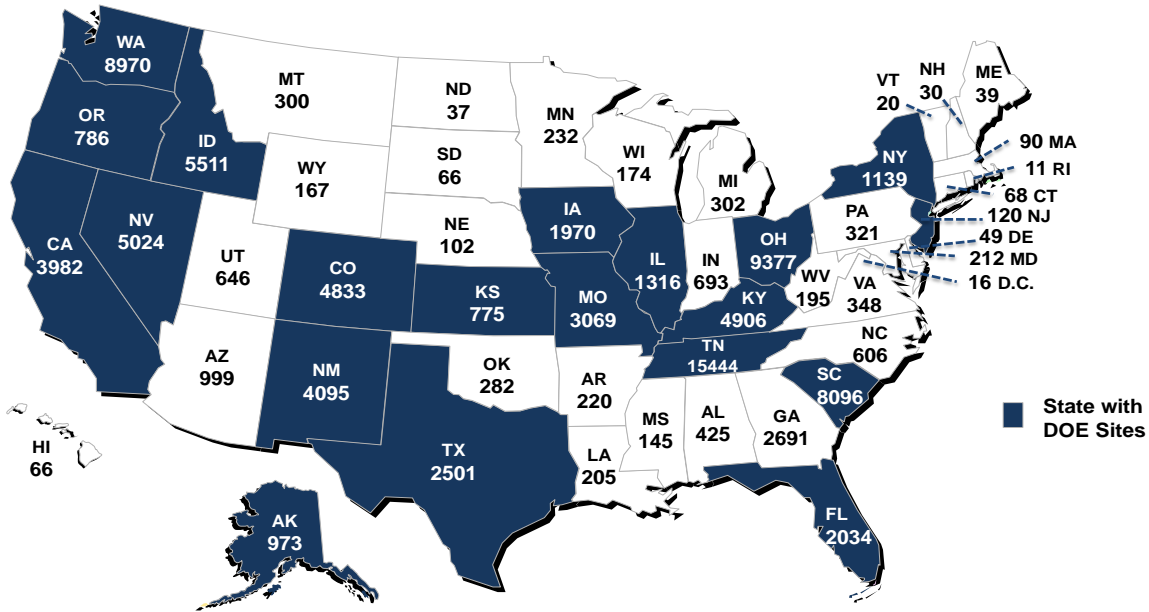 WA
8970
OR
786
ID
5511
MT
300
ND
37
MN
232
WI
174
MI
302
VT
20
NH
30
ME
39
NY
1139
90 MA
11 RI
68 CT
120 NJ
49 DE
212 MD
16 D.C.
WY
167
SD
66
NE
102
IA
1970
IL
1316
IN
693
OH
9377
PA
321
WV
195
VA
348
CA
3982
NV
5024
UT
646
CO
4833
KS
775
MO
3069
KY
4906
TN
15444
NC
606
SC
8096
AZ
999
NM
4095
OK
282
AR
220
MS
145
AL
425
GA
2691
TX
2501
LA
205
FL
2034
HI
66
AK
973
State with
DOE Sites